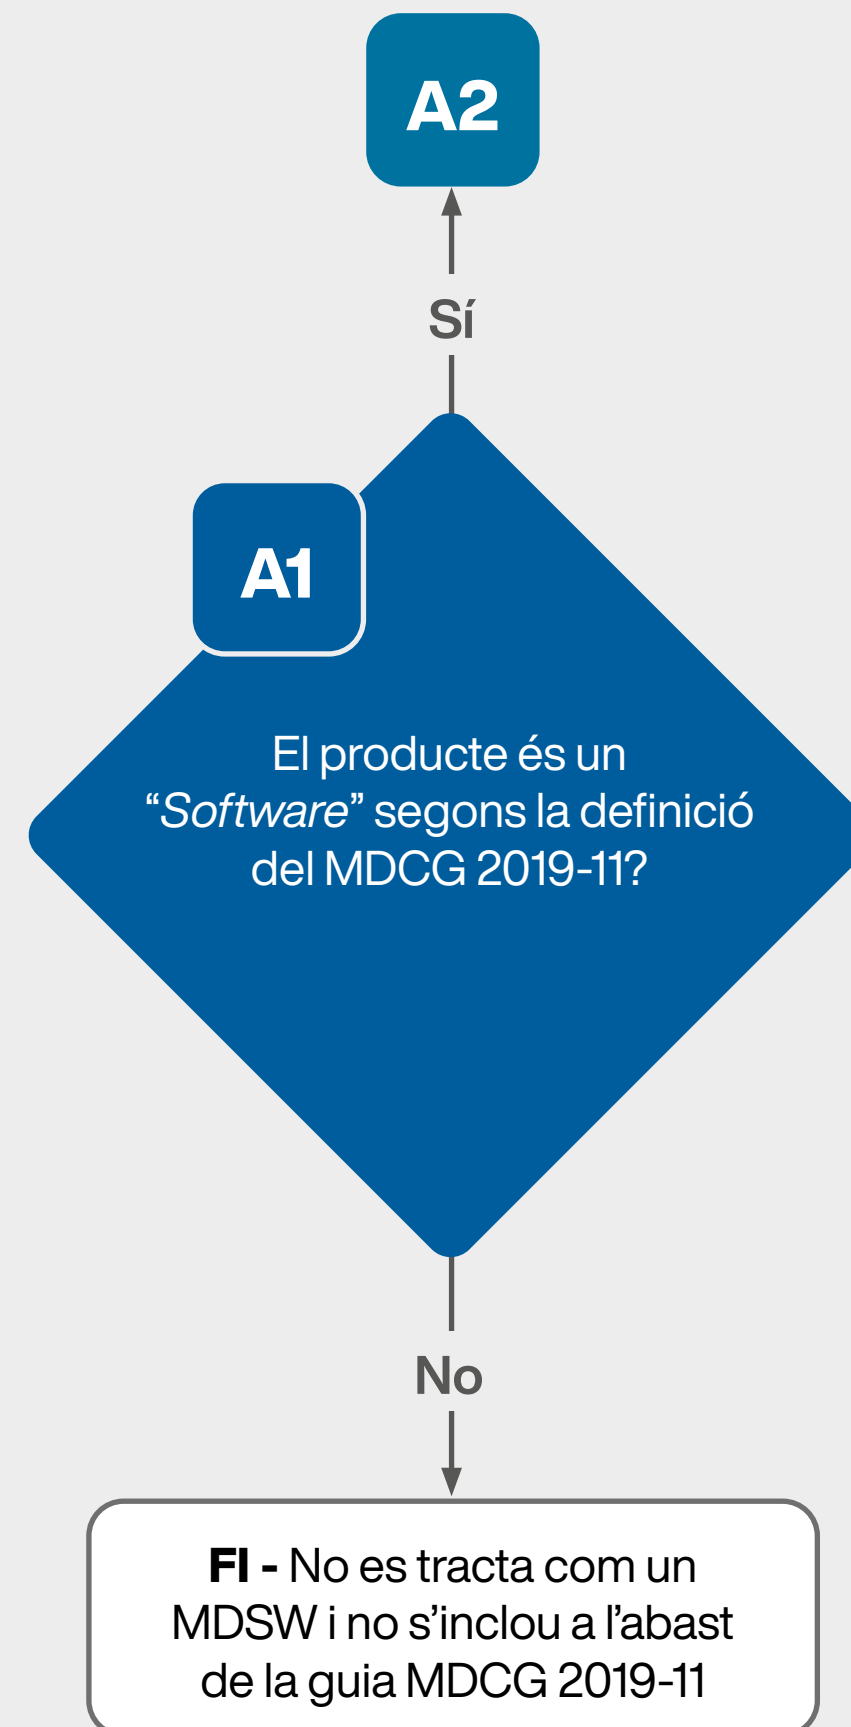 A2
Sí
A1
El producte és un
“Software” segons la definició
del MDCG 2019-11?
No
FI - No es tracta com un
MDSW i no s’inclou a l’abast
de la guia MDCG 2019-11